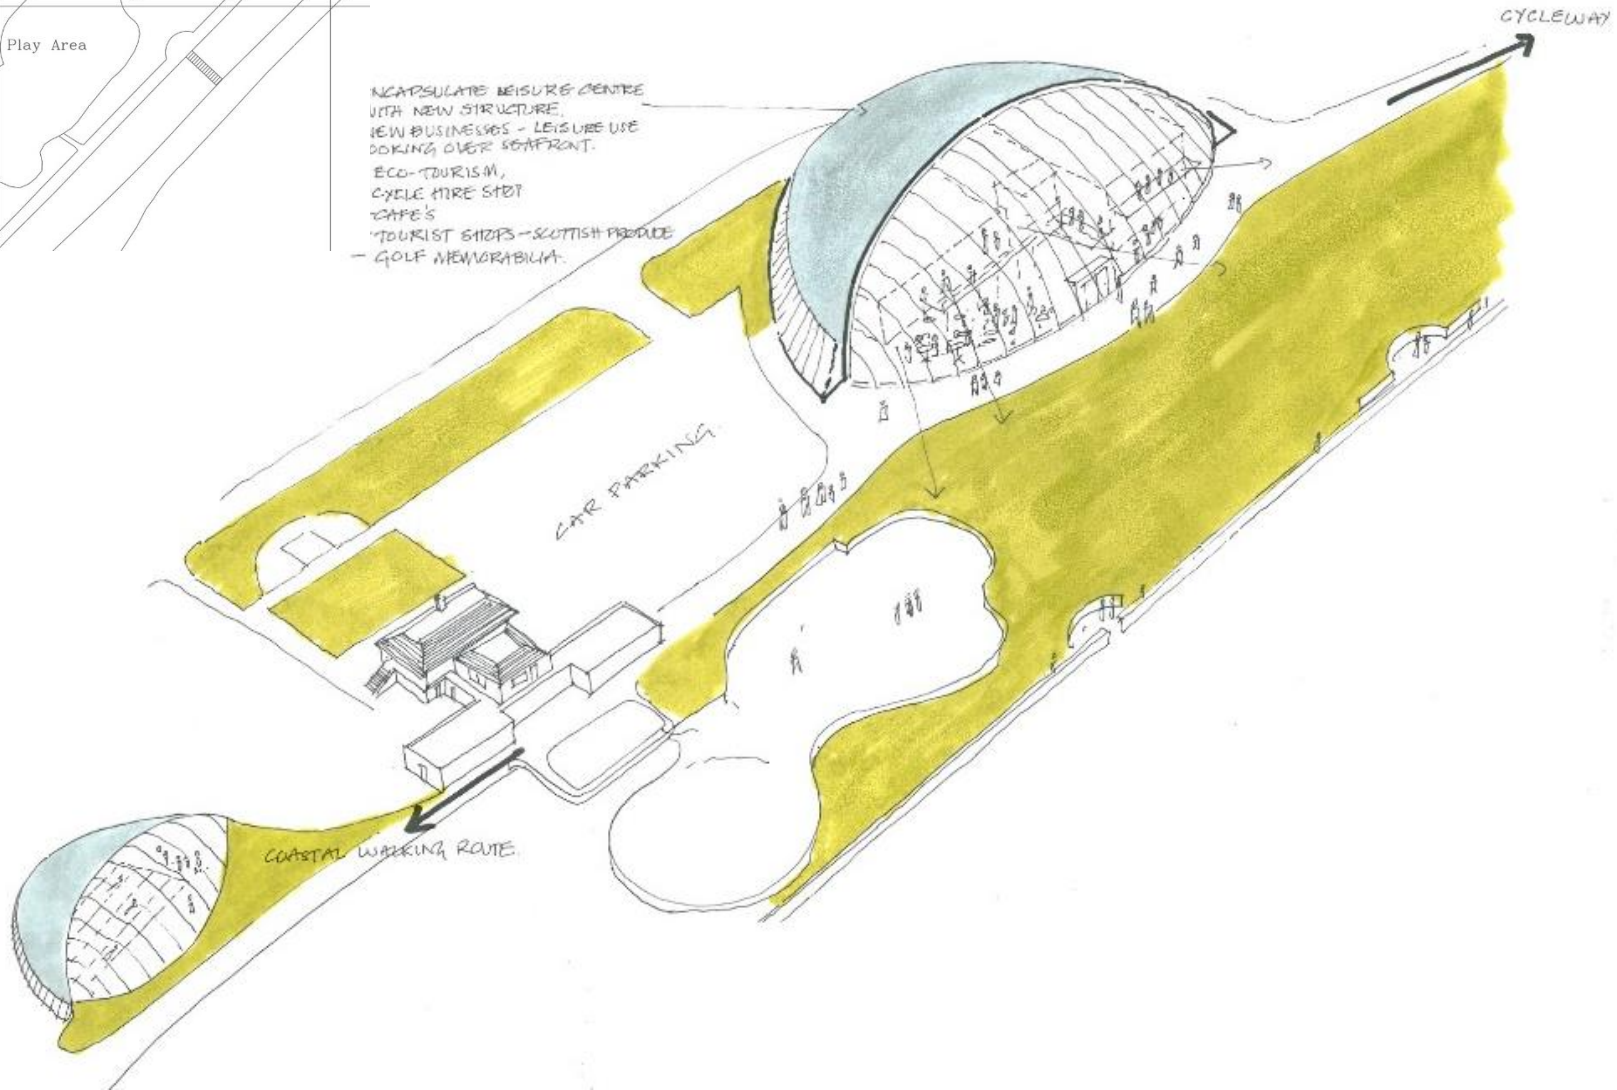 CYCLEWAY
Play Area
NCAPSULATE LEISURE CENTRE
WITH NEW STRUCTURE.
NEW BUSINESSES - LEISURE USE
OOKING OVER SEAFRONT.
ECO-TOURISM,
CYCLE HIRE SHOP
CAFE'S
TOURIST SHOPS - SCOTTISH PRODUCE
- GOLF MEMORABILIA.
CAR PARKING.
COASTAL WALKING ROUTE.